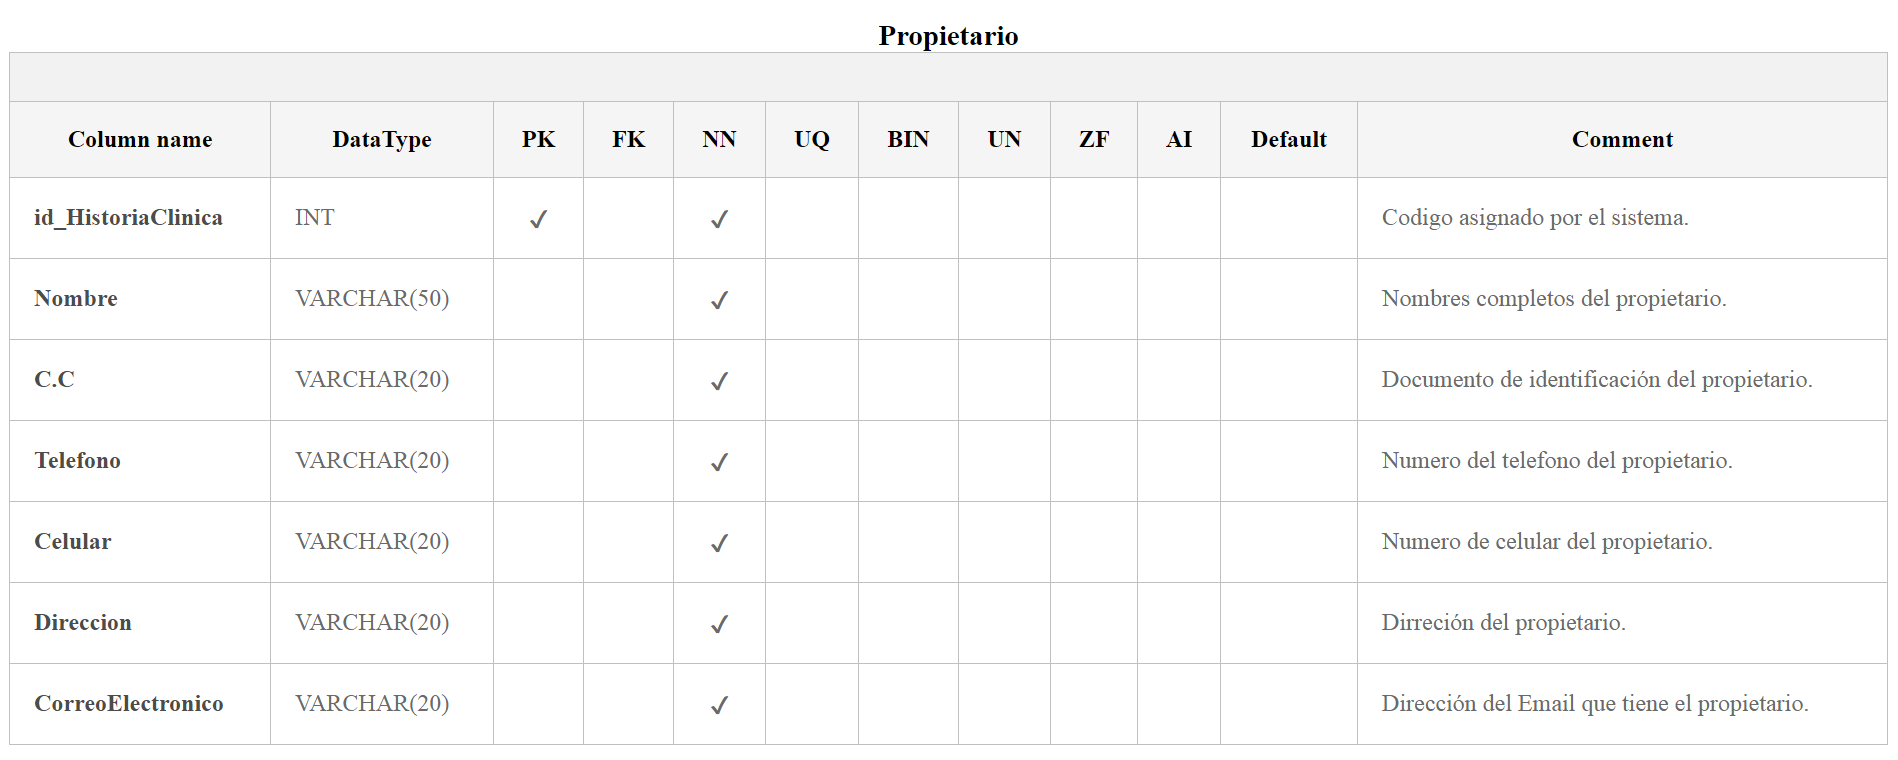 Propietario
Column name DataType PK FK NN UQ BIN UN ZF AI Default Comment
id_HistoriaClinica INT ✓ ✓ Codigo asignado por el sistema.
Nombre VARCHAR(50) ✓ Nombres completos del propietario.
C.C VARCHAR(20) ✓ Documento de identificación del propietario.
Telefono VARCHAR(20) ✓ Numero del telefono del propietario.
Celular VARCHAR(20) ✓ Numero de celular del propietario.
Direccion VARCHAR(20) ✓ Dirreción del propietario.
CorreoElectronico VARCHAR(20) ✓ Dirección del Email que tiene el propietario.